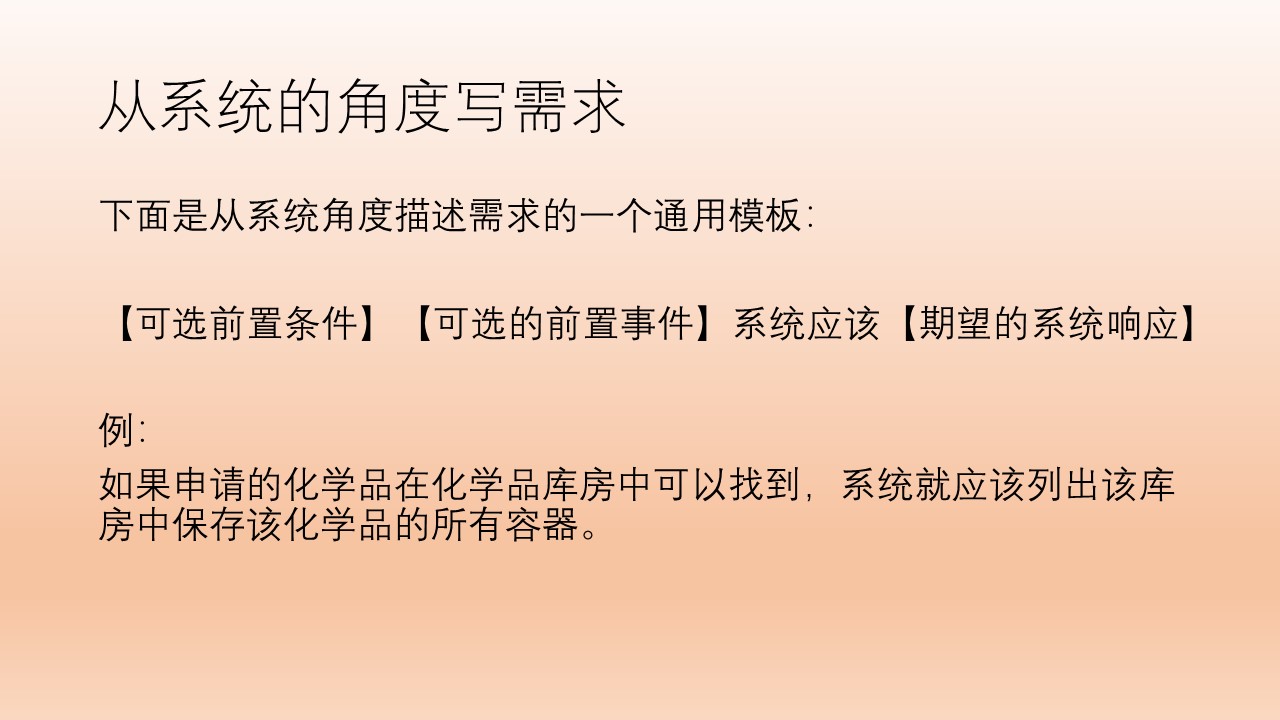 从系统的角度写需求
下面是从系统角度描述需求的一个通用模板：
【可选前置条件】【可选的前置事件】系统应该【期望的系统响应】
例：
如果申请的化学品在化学品库房中可以找到，系统就应该列出该库
房中保存该化学品的所有容器。